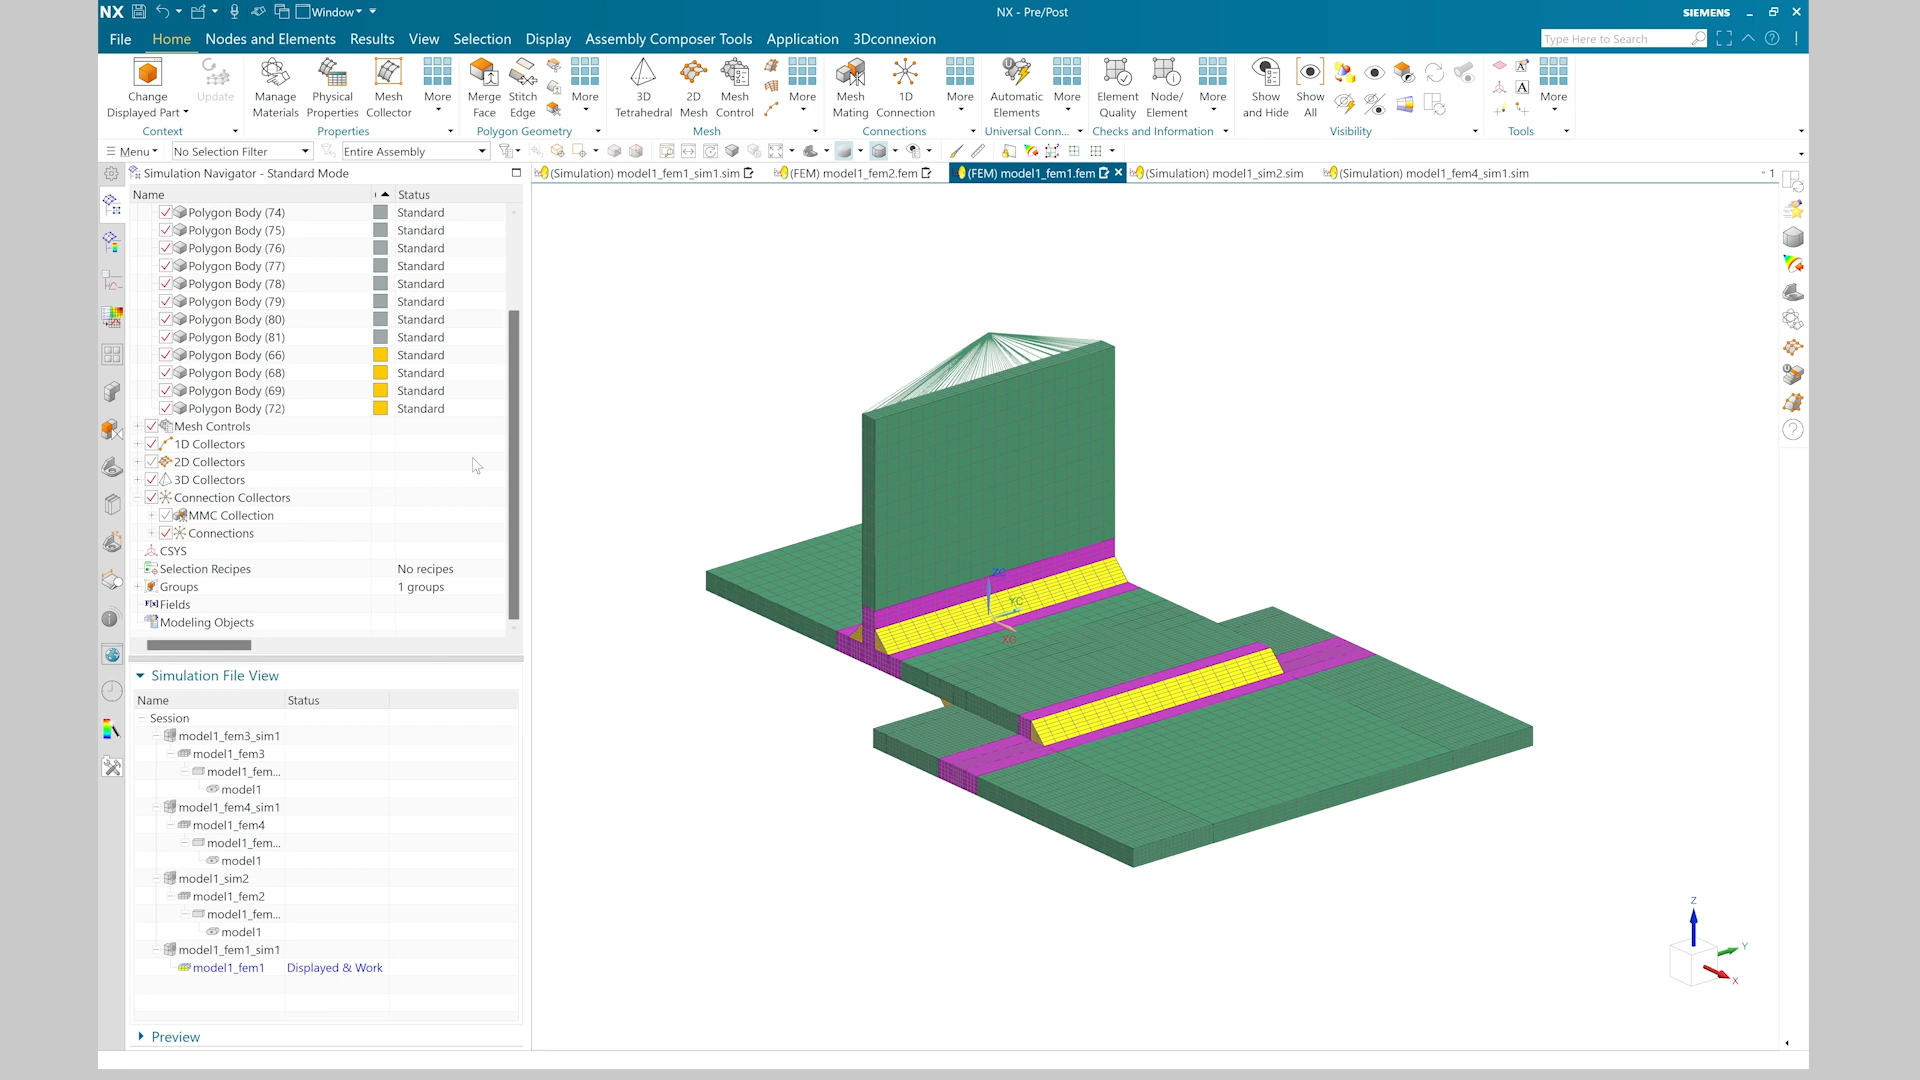 NX Window NX - Pre/Post SIEMENS
File Home Nodes and Elements Results View Selection Display Assembly Composer Tools Application 3Dconnexion Type Here to Search
Change Displayed Part Update Manage Materials Physical Properties Mesh Collector More Merge Face Stitch Edge More 3D Tetrahedral 2D Mesh Mesh Control More Mesh Mating 1D Connection More Automatic Elements More Element Quality Node/ Element More Show and Hide Show All More
Context Properties Polygon Geometry Mesh Connections Universal Conn... Checks and Information Visibility Tools
Menu No Selection Filter Entire Assembly
Simulation Navigator - Standard Mode (Simulation) model1_fem1_sim1.sim (FEM) model1_fem2.fem (FEM) model1_fem1.fem (Simulation) model1_sim2.sim (Simulation) model1_fem4_sim1.sim 1
Name Status
Polygon Body (74) Standard
Polygon Body (75) Standard
Polygon Body (76) Standard
Polygon Body (77) Standard
Polygon Body (78) Standard
Polygon Body (79) Standard
Polygon Body (80) Standard
Polygon Body (81) Standard
Polygon Body (66) Standard
Polygon Body (68) Standard
Polygon Body (69) Standard
Polygon Body (72) Standard
Mesh Controls
1D Collectors
2D Collectors
3D Collectors
Connection Collectors
MMC Collection
Connections
CSYS
Selection Recipes No recipes
Groups 1 groups
Fields
Modeling Objects
Simulation File View
Name Status
Session
model1_fem3_sim1
model1_fem3
model1_fem...
model1
model1_fem4_sim1
model1_fem4
model1_fem...
model1
model1_sim2
model1_fem2
model1_fem...
model1
model1_fem1_sim1
model1_fem1 Displayed & Work
Preview
ZC
YC
XC
Z
Y
X